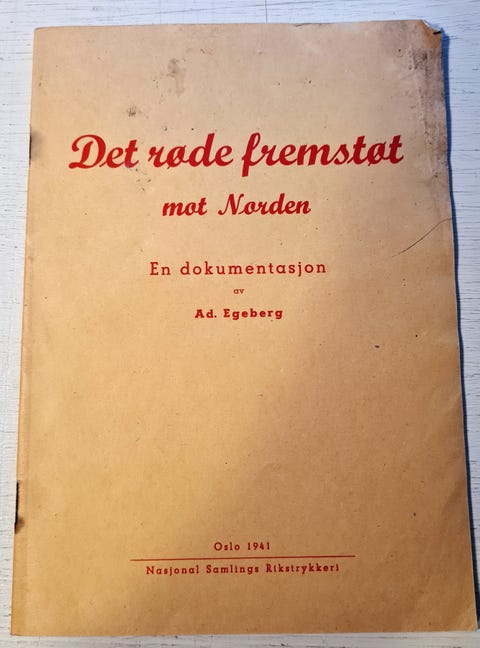 Det røde fremstøt
mot Norden
En dokumentasjon
av
Ad. Egeberg
Oslo 1941
Nasjonal Samlings Rikstrykkeri